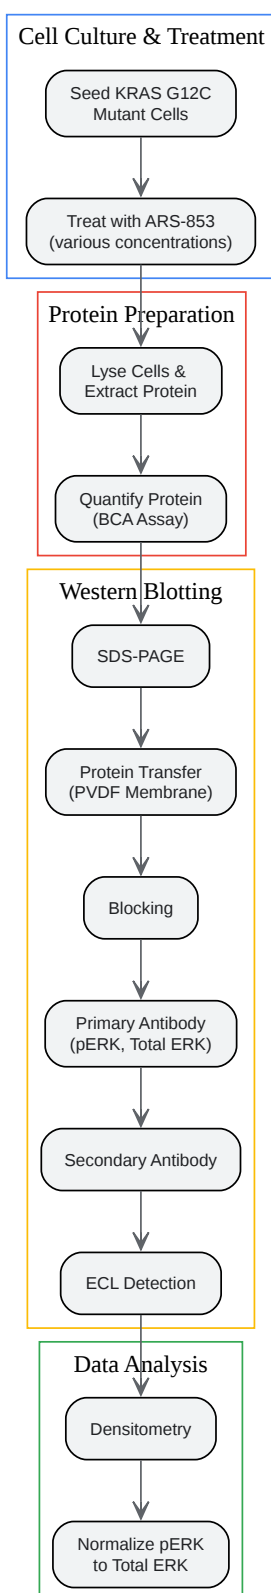 Cell Culture & Treatment
Seed KRAS G12C
Mutant Cells
Treat with ARS-853
(various concentrations)
Protein Preparation
Lyse Cells &
Extract Protein
Quantify Protein
(BCA Assay)
Western Blotting
SDS-PAGE
Protein Transfer
(PVDF Membrane)
Blocking
Primary Antibody
(pERK, Total ERK)
Secondary Antibody
ECL Detection
Data Analysis
Densitometry
Normalize pERK
to Total ERK